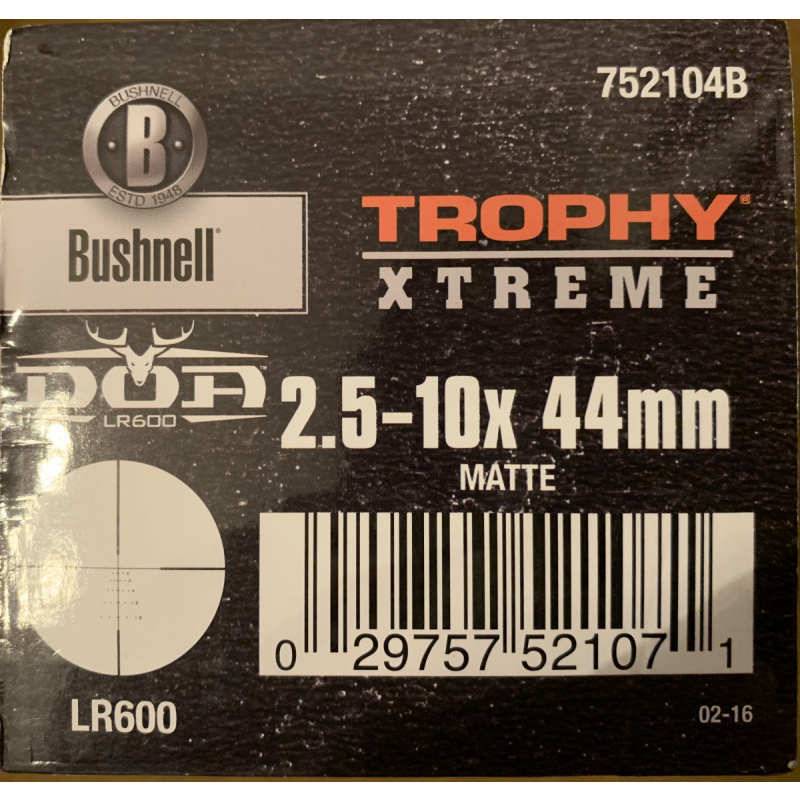 752104B
BUSHNELL
B
ESTD 1948
Bushnell®
TROPHY®
XTREME
DOA™
LR600
2.5-10x 44mm
MATTE
0 29757 52107 1
LR600
02-16